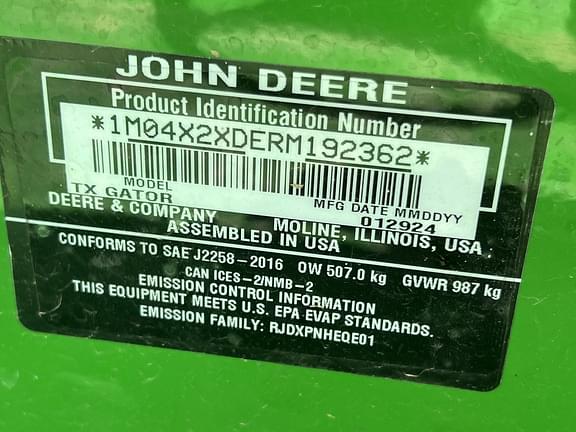 JOHN DEERE
Product Identification Number
*1M04X2XDERM192362*
MODEL
TX GATOR
MFG DATE MMDDYY
012924
DEERE & COMPANY
MOLINE, ILLINOIS, USA
ASSEMBLED IN USA
CONFORMS TO SAE J2258-2016 OW 507.0 kg GVWR 987 kg
CAN ICES-2/NMB-2
EMISSION CONTROL INFORMATION
THIS EQUIPMENT MEETS U.S. EPA EVAP STANDARDS.
EMISSION FAMILY: RJDXPNHEQE01